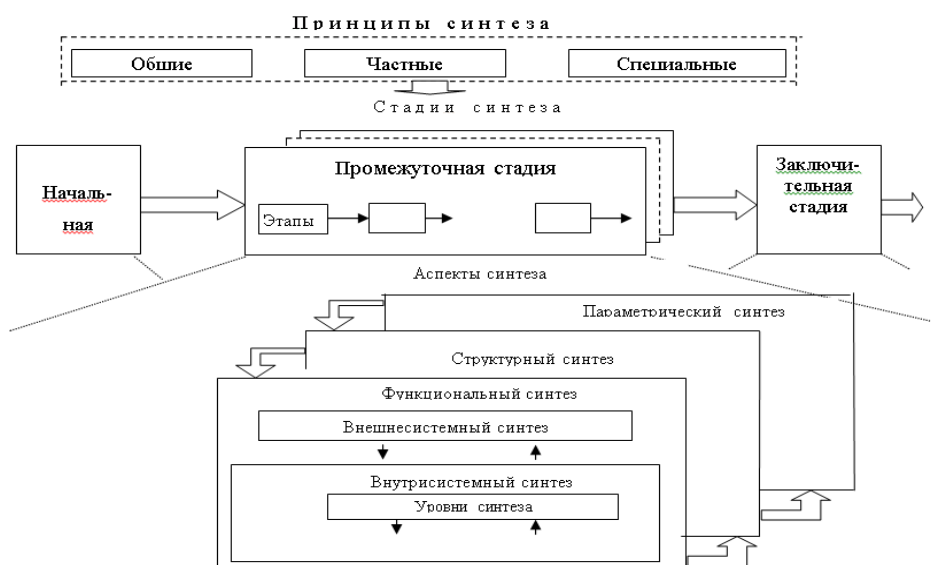 Принципы синтеза
Обшие
Частные
Специальные
Стадии синтеза
Началь-
ная
Промежуточная стадия
Этапы
Заключи-
тельная
стадия
Аспекты синтеза
Параметрический синтез
Структурный синтез
Функциональный синтез
Внешнесистемный синтез
Внутрисистемный синтез
Уровни синтеза